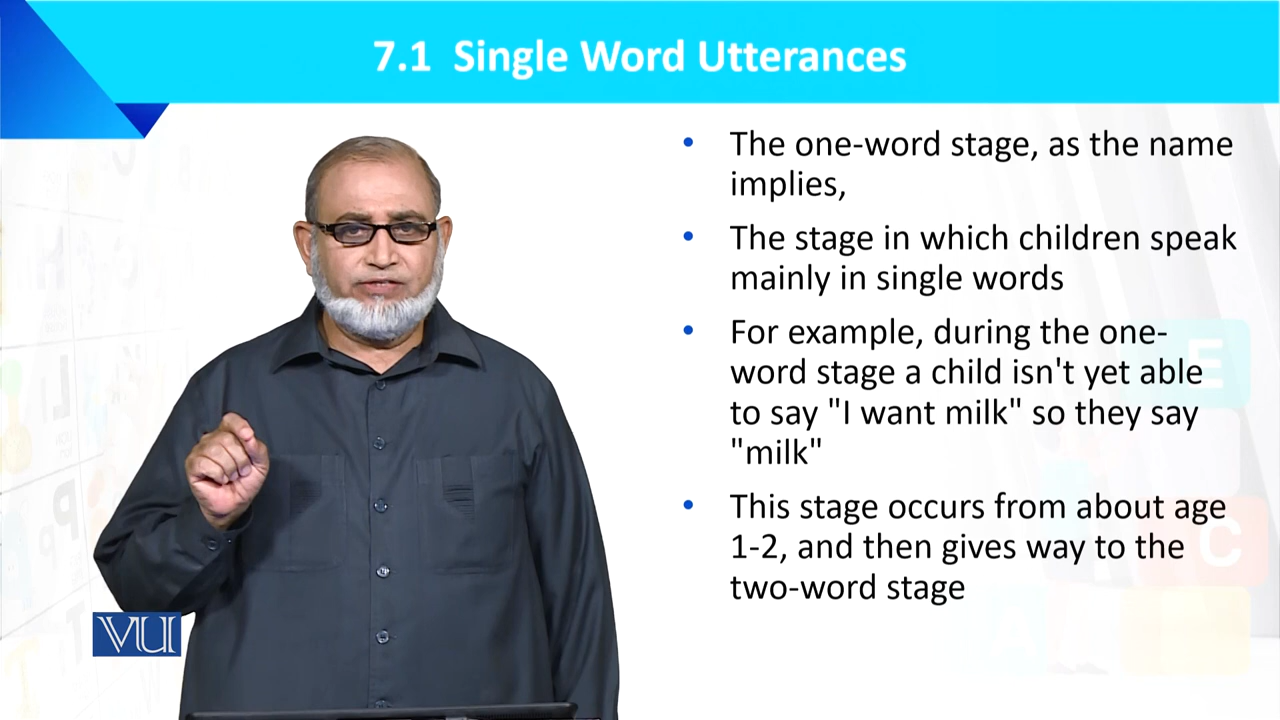 7.1 Single Word Utterances
• The one-word stage, as the name
implies,
• The stage in which children speak
mainly in single words
• For example, during the one-
word stage a child isn't yet able
to say "I want milk" so they say
"milk"
• This stage occurs from about age
1-2, and then gives way to the
two-word stage
VU
E
C
A